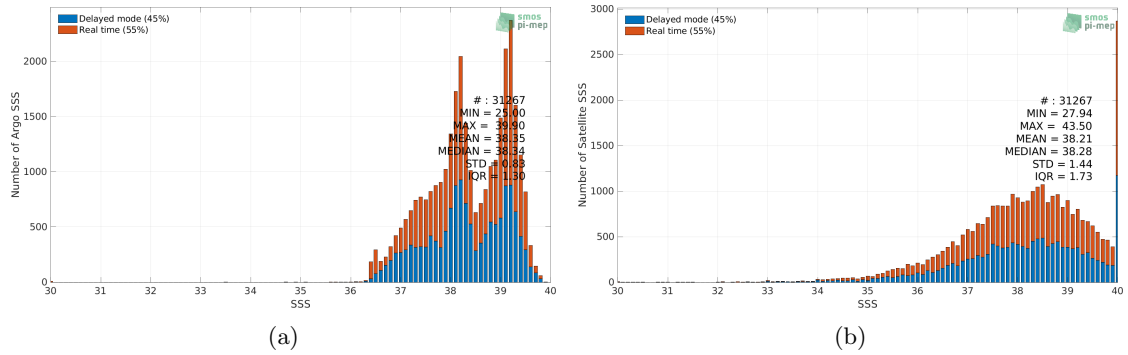 Delayed mode (45%)
Real time (55%)
smos
pi-mep
# : 31267
MIN = 25.00
MAX = 39.90
MEAN = 38.35
MEDIAN = 38.34
STD = 0.83
IQR = 1.30
Number of Argo SSS
2000
1500
1000
500
0
30 31 32 33 34 35 36 37 38 39 40
SSS
(a)
Delayed mode (45%)
Real time (55%)
smos
pi-mep
# : 31267
MIN = 27.94
MAX = 43.50
MEAN = 38.21
MEDIAN = 38.28
STD = 1.44
IQR = 1.73
Number of Satellite SSS
3000
2500
2000
1500
1000
500
0
30 31 32 33 34 35 36 37 38 39 40
SSS
(b)